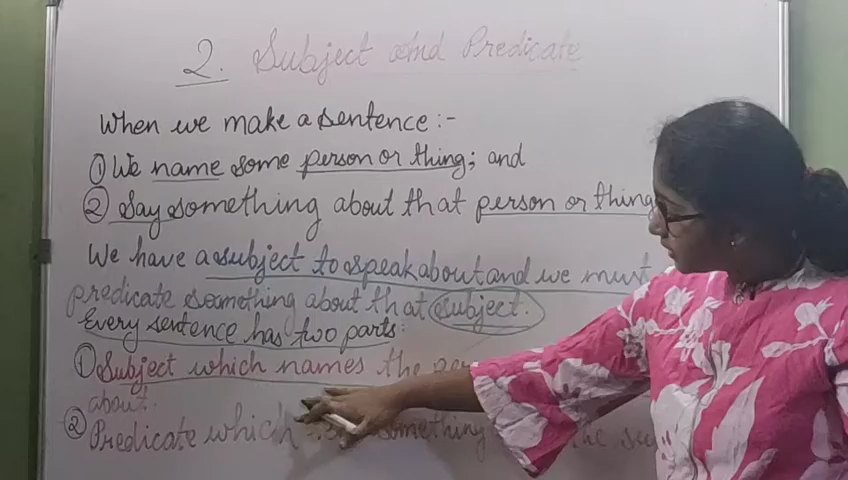 2. Subject and Predicate
When we make a sentence :-
① We name some person or thing; and
② Say something about that person or thing
We have a subject to speak about and we must
predicate something about that subject.
Every sentence has two parts:
① Subject which names the
about.
② Predicate which something